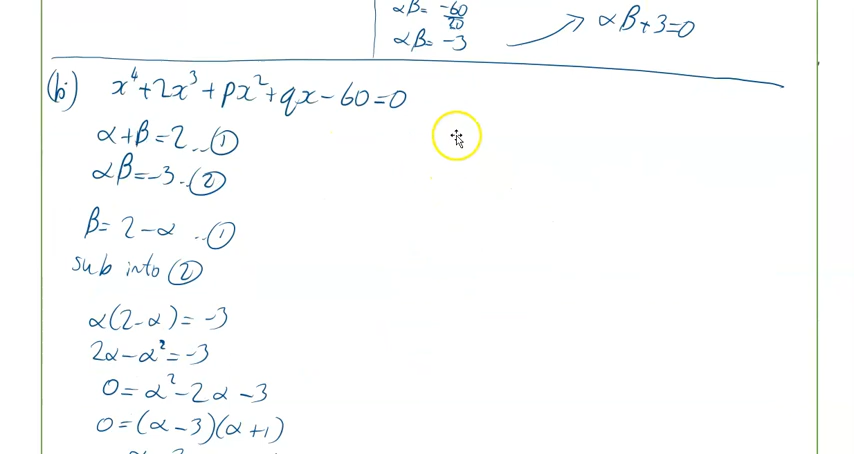 αβ = -60/20
αβ = -3 → αβ+3=0
(b) x⁴+2x³+px²+qx-60=0
α+β=2 ..①
αβ=-3 ..②
β= 2-α ..①
sub into ②
α(2-α)=-3
2α-α²=-3
0=α²-2α-3
0=(α-3)(α+1)